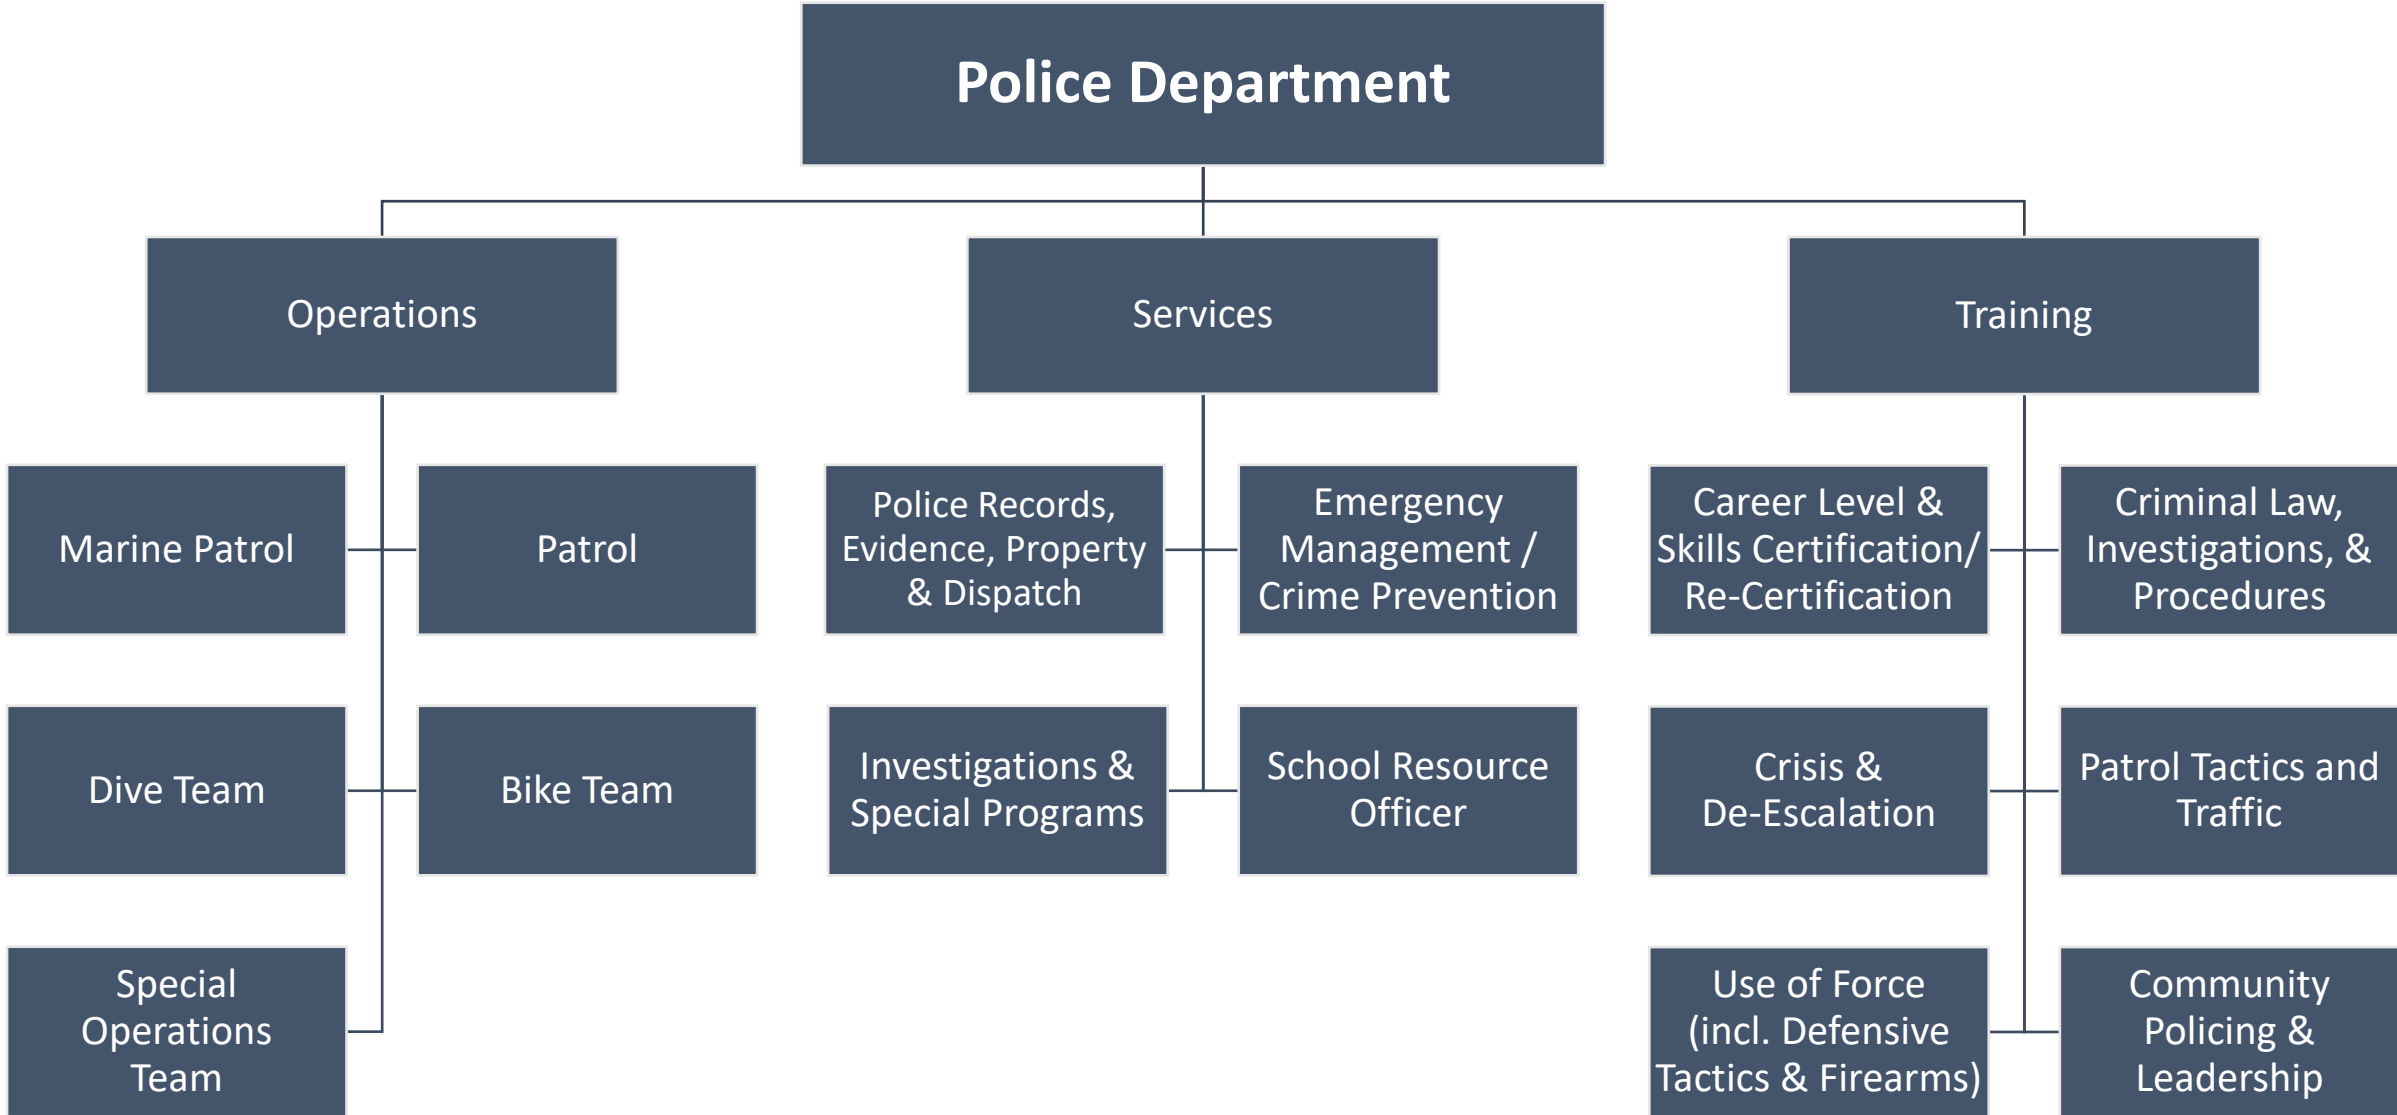 Police Department
Operations
Services
Training
Marine Patrol
Patrol
Police Records,
Evidence, Property
& Dispatch
Emergency
Management /
Crime Prevention
Career Level &
Skills Certification/
Re-Certification
Criminal Law,
Investigations, &
Procedures
Dive Team
Bike Team
Investigations &
Special Programs
School Resource
Officer
Crisis &
De-Escalation
Patrol Tactics and
Traffic
Special
Operations
Team
Use of Force
(incl. Defensive
Tactics & Firearms)
Community
Policing &
Leadership